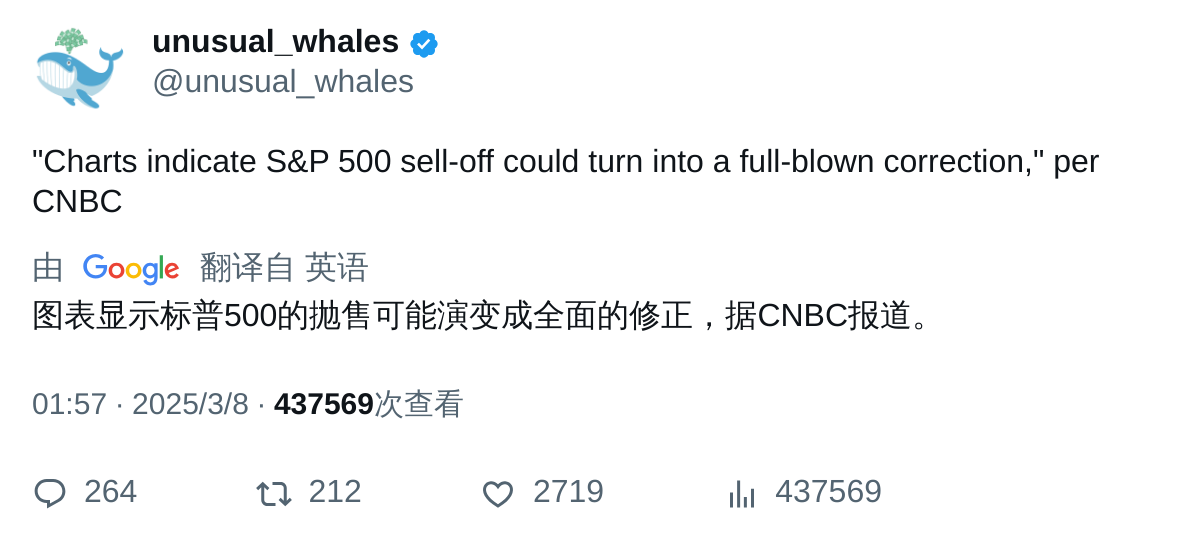 unusual_whales
@unusual_whales
"Charts indicate S&P 500 sell-off could turn into a full-blown correction," per
CNBC
由 Google 翻译自 英语
图表显示标普500的抛售可能演变成全面的修正，据CNBC报道。
01:57 · 2025/3/8 · 437569次查看
264 212 2719 437569